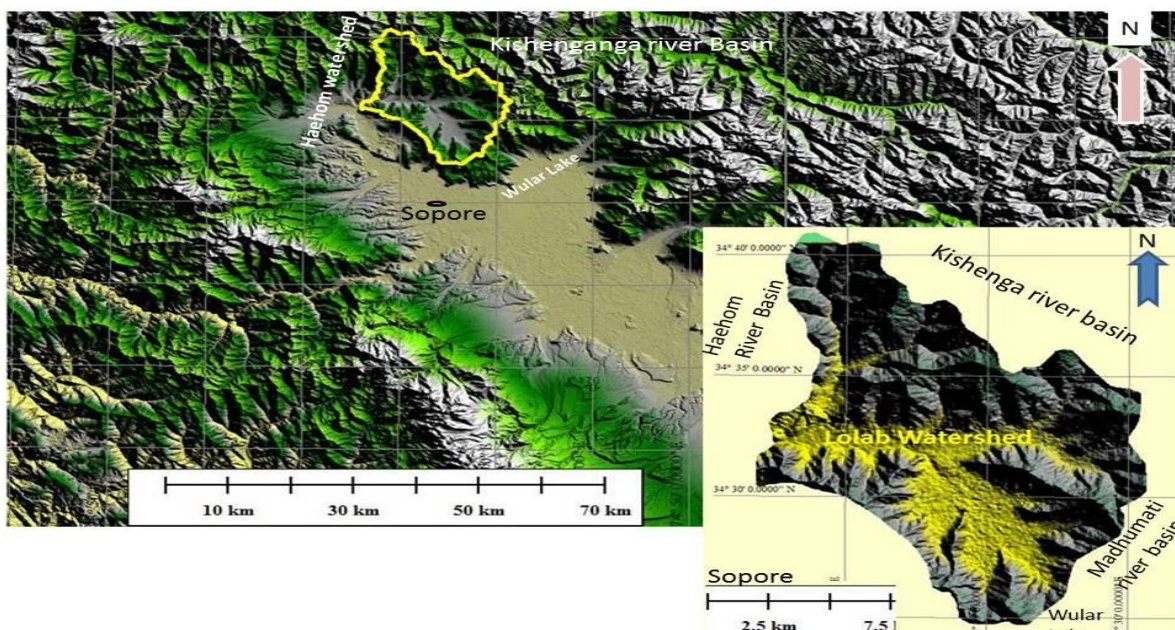 N
Kishenganga river Basin
Haehom watershed
Wular Lake
Sopore
10 km 30 km 50 km 70 km
N
34° 40' 0.0000" N
Kishenga river basin
Haehom
River Basin
34° 35' 0.0000" N
Lolab Watershed
34° 30' 0.0000" N
Madhumati
river basin
Sopore
Wular
2.5 km 7.5